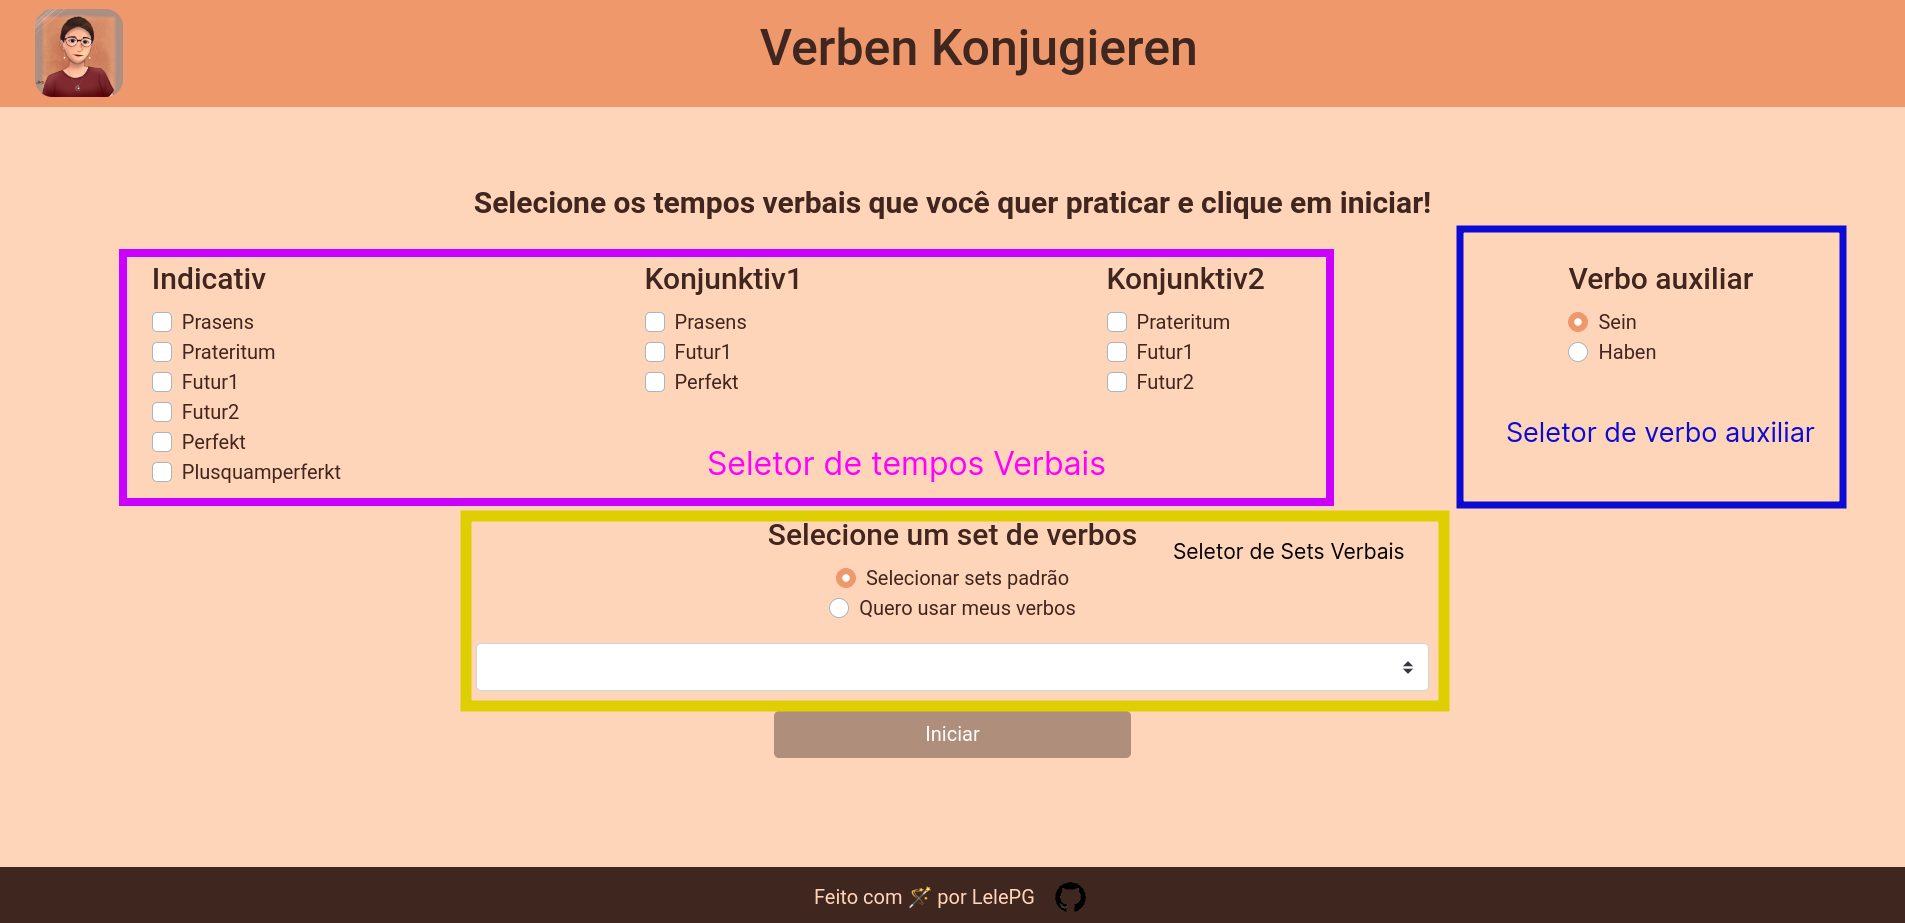 Verben Konjugieren
Selecione os tempos verbais que você quer praticar e clique em iniciar!
Indicativ
Prasens
Prateritum
Futur1
Futur2
Perfekt
Plusquamperferkt
Konjunktiv1
Prasens
Futur1
Perfekt
Konjunktiv2
Prateritum
Futur1
Futur2
Seletor de tempos Verbais
Verbo auxiliar
Sein
Haben
Seletor de verbo auxiliar
Selecione um set de verbos
Seletor de Sets Verbais
Selecionar sets padrão
Quero usar meus verbos
Iniciar
Feito com 🪄 por LelePG